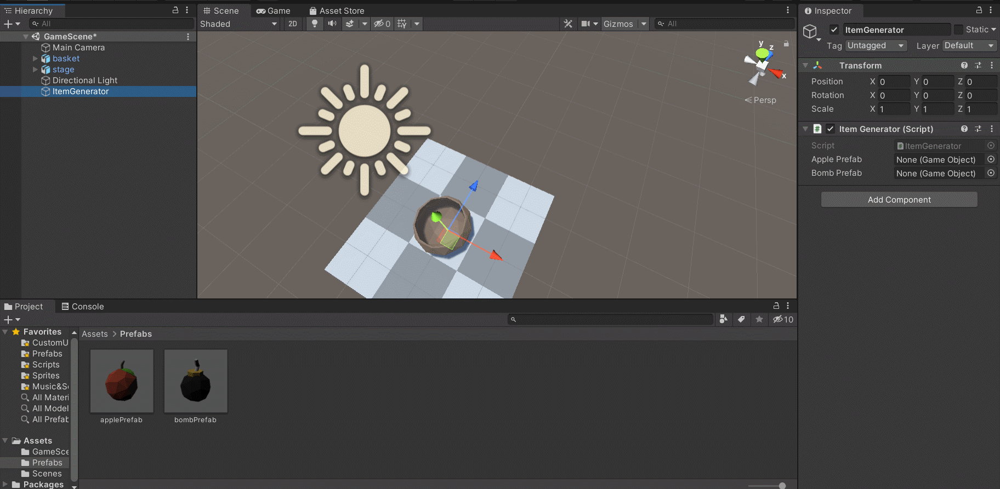 Hierarchy
All
GameScene*
Main Camera
basket
stage
Directional Light
ItemGenerator
Scene
Game
Asset Store
Shaded
2D
0
Gizmos
All
y
z
x
Persp
Inspector
ItemGenerator
Static
Tag Untagged Layer Default
Transform
Position X 0 Y 0 Z 0
Rotation X 0 Y 0 Z 0
Scale X 1 Y 1 Z 1
# Item Generator (Script)
Script ItemGenerator
Apple Prefab None (Game Object)
Bomb Prefab None (Game Object)
Add Component
Project
Console
10
Favorites
CustomU
Prefabs
Scripts
Sprites
Music&S
All Materi
All Model
All Prefab
Assets
GameSce
Prefabs
Scenes
Packages
Assets > Prefabs
applePrefab
bombPrefab